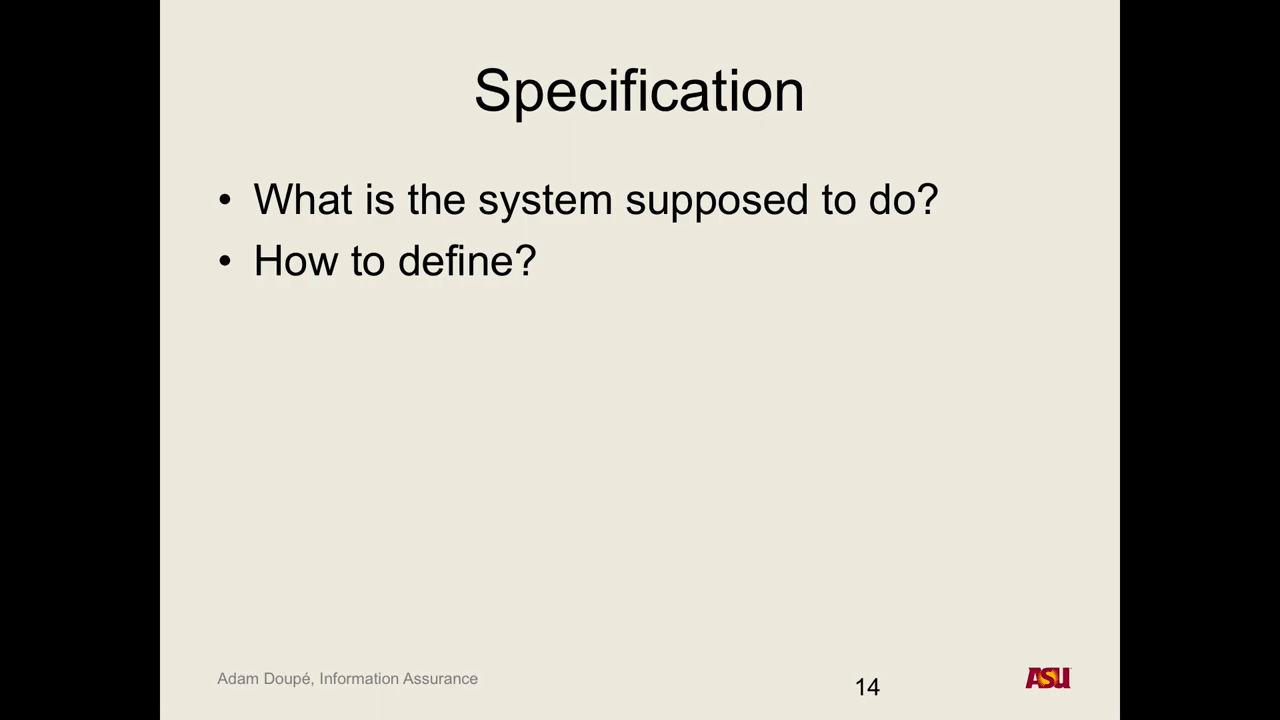 Specification
• What is the system supposed to do?
• How to define?
Adam Doupé, Information Assurance
14
ASU